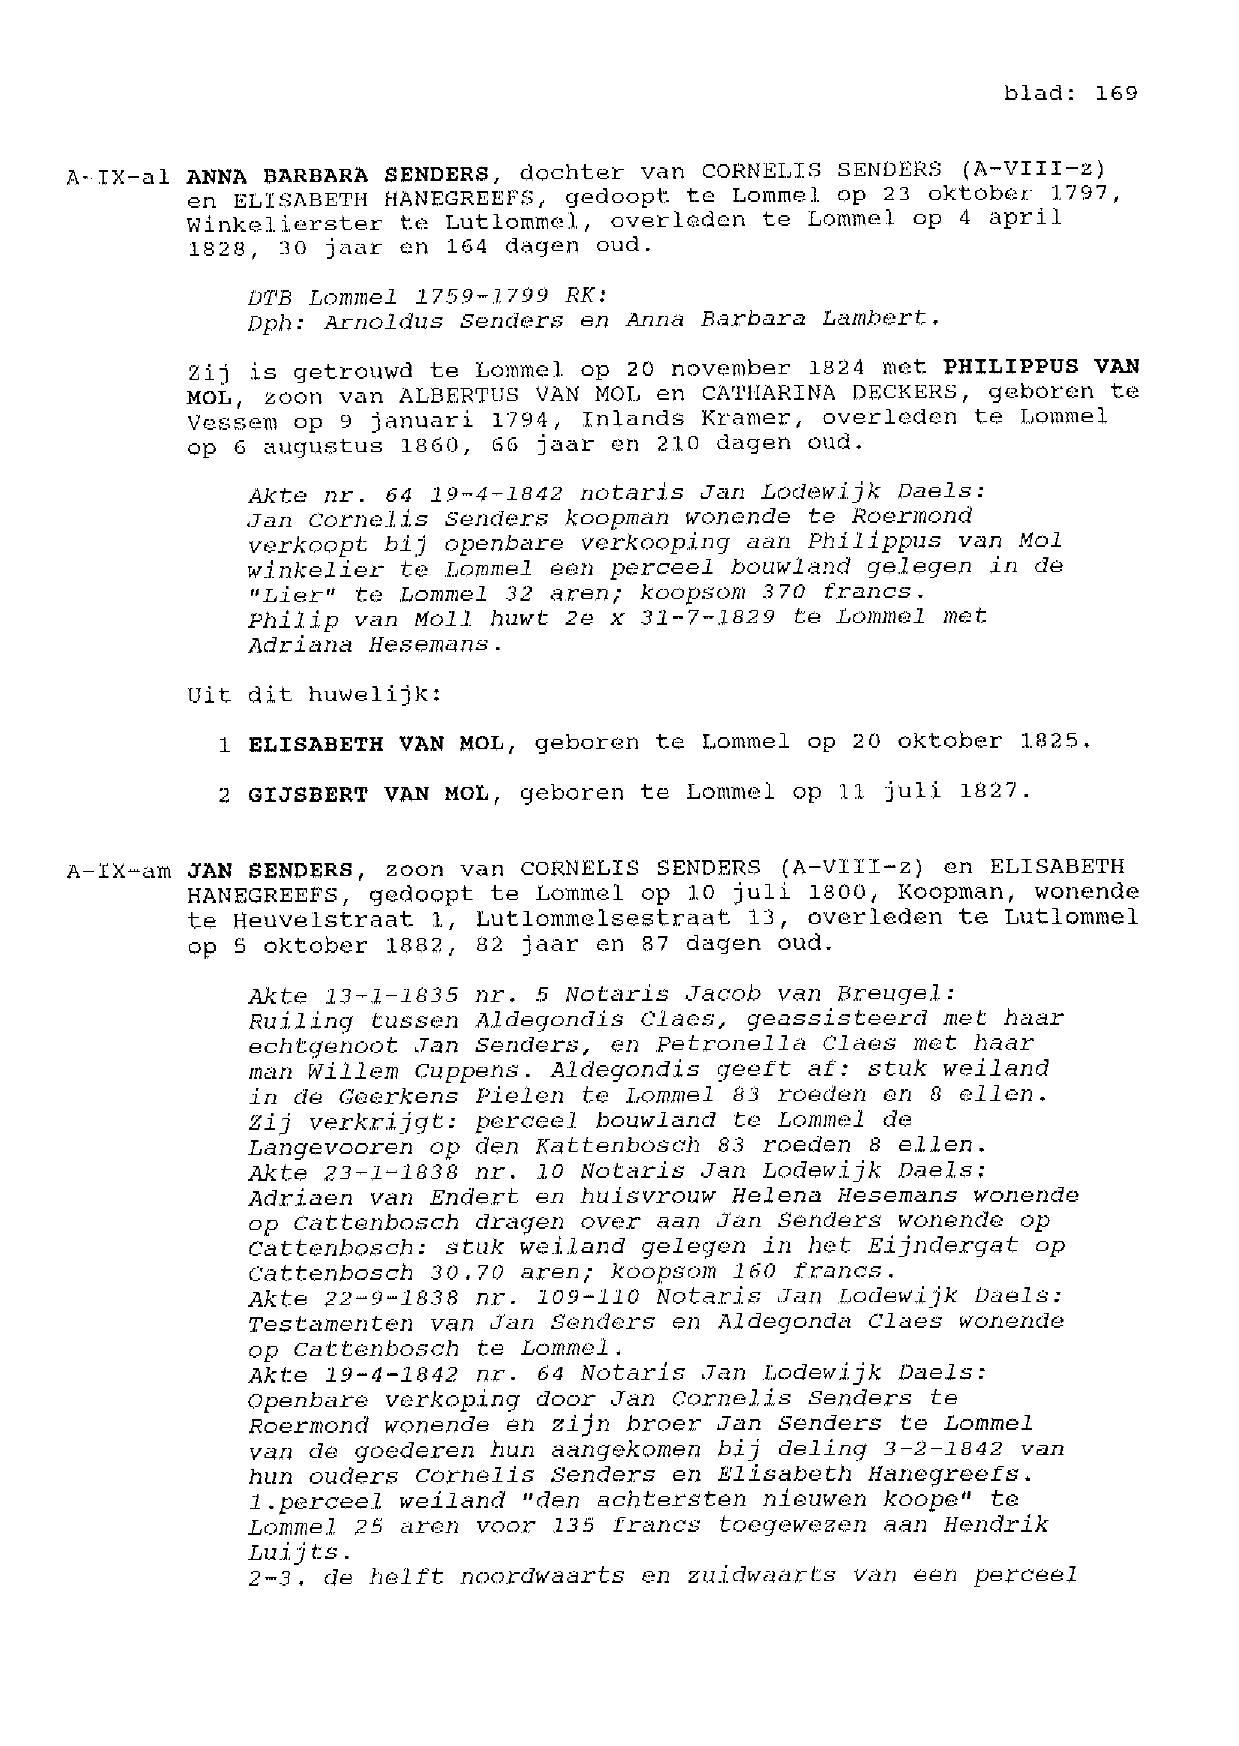 blad: 169
A-IX-al ANNA BARBARA SENDERS, dochter van CORNELIS SENDERS (A-VIII-z)
en ELISABETH HANEGREEFS, gedoopt te Lommel op 23 oktober 1797,
Winkelierster te Lutlommel, overleden te Lommel op 4 april
1828, 30 jaar en 164 dagen oud.
DTB Lommel 1759-1799 RK:
Dph: Arnoldus Senders en Anna Barbara Lambert.
Zij is getrouwd te Lommel op 20 november 1824 met PHILIPPUS VAN
MOL, zoon van ALBERTUS VAN MOL en CATHARINA DECKERS, geboren te
Vessem op 9 januari 1794, Inlands Kramer, overleden te Lommel
op 6 augustus 1860, 66 jaar en 210 dagen oud.
Akte nr. 64 19-4-1842 notaris Jan Lodewijk Daels:
Jan Cornelis Senders koopman wonende te Roermond
verkoopt bij openbare verkooping aan Philippus van Mol
winkelier te Lommel een perceel bouwland gelegen in de
"Lier" te Lommel 32 aren; koopsom 370 francs.
Philip van Moll huwt 2e x 31-7-1829 te Lommel met
Adriana Hesemans.
Uit dit huwelijk:
1 ELISABETH VAN MOL, geboren te Lommel op 20 oktober 1825.
2 GIJSBERT VAN MOL, geboren te Lommel op 11 juli 1827.
A-IX-am JAN SENDERS, zoon van CORNELIS SENDERS (A-VIII-z) en ELISABETH
HANEGREEFS, gedoopt te Lommel op 10 juli 1800, Koopman, wonende
te Heuvelstraat 1, Lutlommelsestraat 13, overleden te Lutlommel
op 5 oktober 1882, 82 jaar en 87 dagen oud.
Akte 13-1-1835 nr. 5 Notaris Jacob van Breugel:
Ruiling tussen Aldegondis Claes, geassisteerd met haar
echtgenoot Jan Senders, en Petronella Claes met haar
man Willem Cuppens. Aldegondis geeft af: stuk weiland
in de Geerkens Pielen te Lommel 83 roeden en 8 ellen.
Zij verkrijgt: perceel bouwland te Lommel de
Langevooren op den Kattenbosch 83 roeden 8 ellen.
Akte 23-1-1838 nr. 10 Notaris Jan Lodewijk Daels:
Adriaen van Endert en huisvrouw Helena Hesemans wonende
op Cattenbosch dragen over aan Jan Senders wonende op
Cattenbosch: stuk weiland gelegen in het Eijndergat op
Cattenbosch 30.70 aren; koopsom 160 francs.
Akte 22-9-1838 nr. 109-110 Notaris Jan Lodewijk Daels:
Testamenten van Jan Senders en Aldegonda Claes wonende
op Cattenbosch te Lommel.
Akte 19-4-1842 nr. 64 Notaris Jan Lodewijk Daels:
Openbare verkoping door Jan Cornelis Senders te
Roermond wonende en zijn broer Jan Senders te Lommel
van de goederen hun aangekomen bij deling 3-2-1842 van
hun ouders Cornelis Senders en Elisabeth Hanegreefs.
1.perceel weiland "den achtersten nieuwen koope" te
Lommel 25 aren voor 135 francs toegewezen aan Hendrik
Luijts.
2-3. de helft noordwaarts en zuidwaarts van een perceel